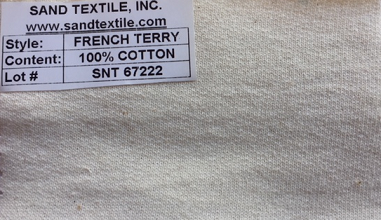 SAND TEXTILE, INC.
www.sandtextile.com
Style: FRENCH TERRY
Content: 100% COTTON
Lot # SNT 67222